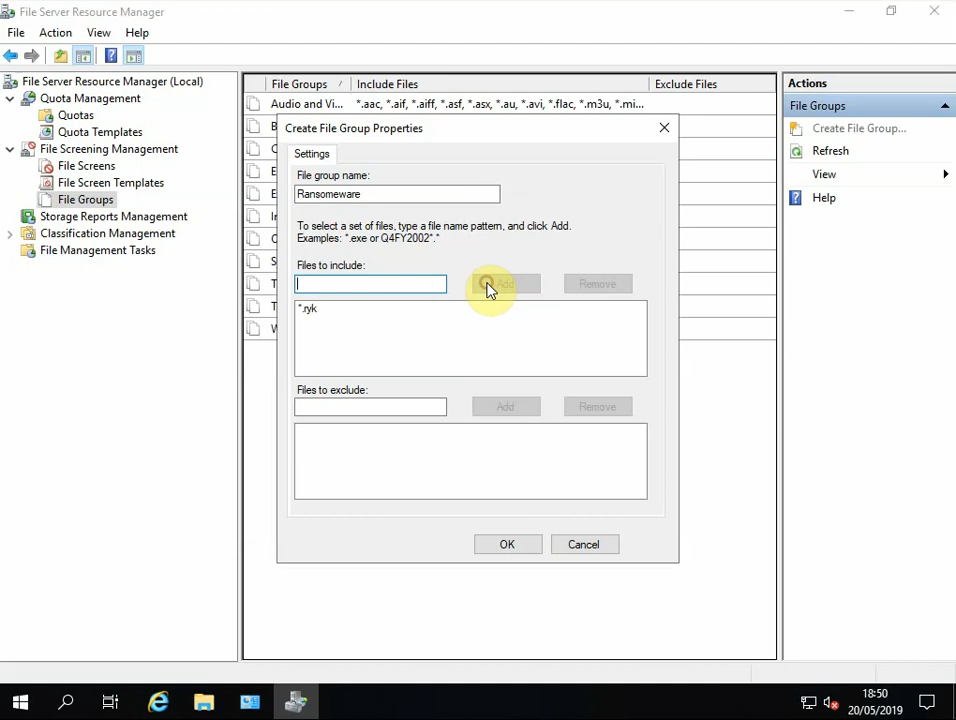 File Server Resource Manager
File Action View Help
File Server Resource Manager (Local)
Quota Management
Quotas
Quota Templates
File Screening Management
File Screens
File Screen Templates
File Groups
Storage Reports Management
Classification Management
File Management Tasks
File Groups Include Files Exclude Files
Audio and Vi... *.aac, *.aif, *.aiff, *.asf, *.asx, *.au, *.avi, *.flac, *.m3u, *.mi...
Create File Group Properties
Settings
File group name:
Ransomeware
To select a set of files, type a file name pattern, and click Add.
Examples: *.exe or Q4FY2002*.*
Files to include:
Add Remove
*.ryk
Files to exclude:
Add Remove
OK Cancel
Actions
File Groups
Create File Group...
Refresh
View
Help
18:50
20/05/2019